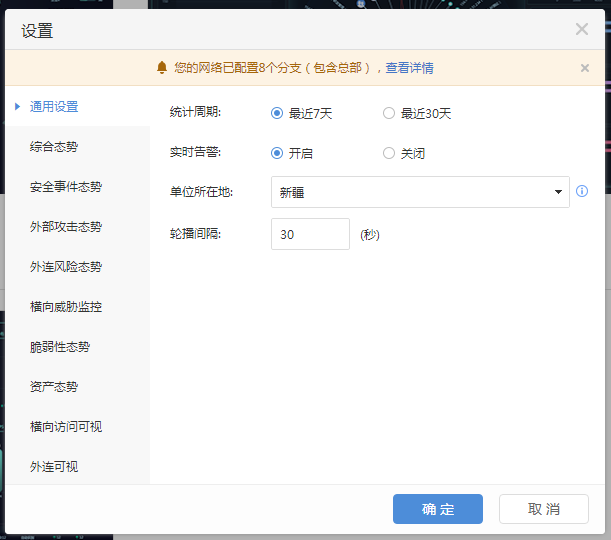 设置
您的网络已配置8个分支（包含总部），查看详情
通用设置
综合态势
安全事件态势
外部攻击态势
外连风险态势
横向威胁监控
脆弱性态势
资产态势
横向访问可视
外连可视
统计周期: 最近7天 最近30天
实时告警: 开启 关闭
单位所在地: 新疆
轮播间隔: 30 (秒)
确定 取消